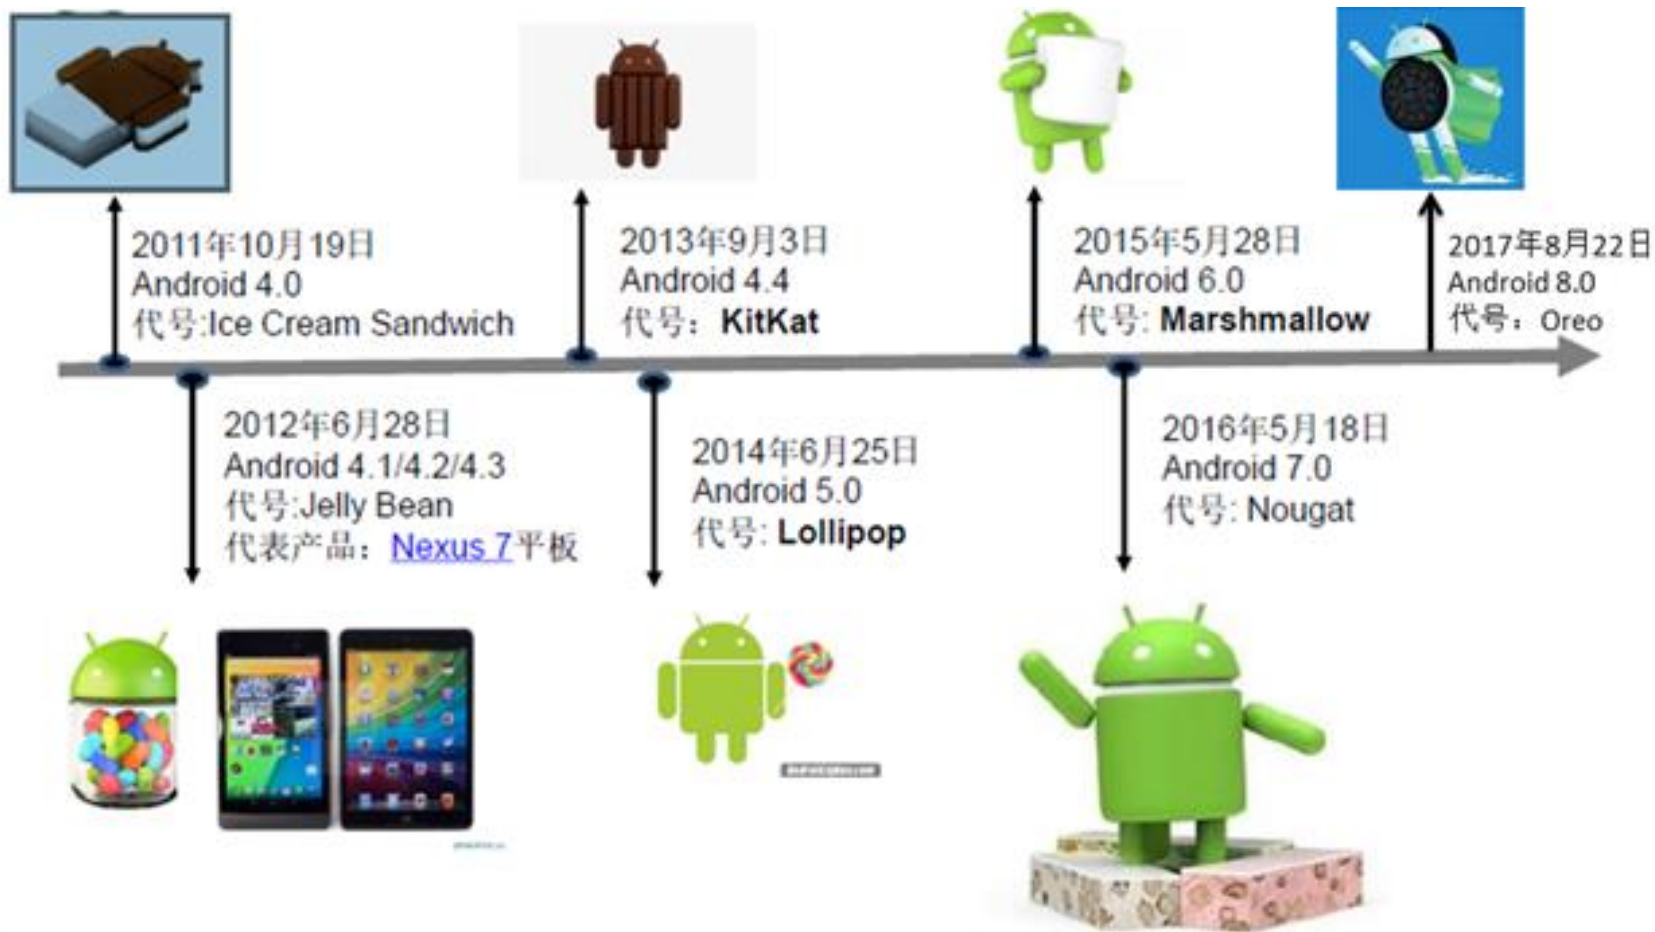 2011年10月19日
Android 4.0
代号:Ice Cream Sandwich
2013年9月3日
Android 4.4
代号：KitKat
2015年5月28日
Android 6.0
代号: Marshmallow
2017年8月22日
Android 8.0
代号：Oreo
2012年6月28日
Android 4.1/4.2/4.3
代号:Jelly Bean
代表产品：Nexus 7平板
2014年6月25日
Android 5.0
代号: Lollipop
2016年5月18日
Android 7.0
代号: Nougat